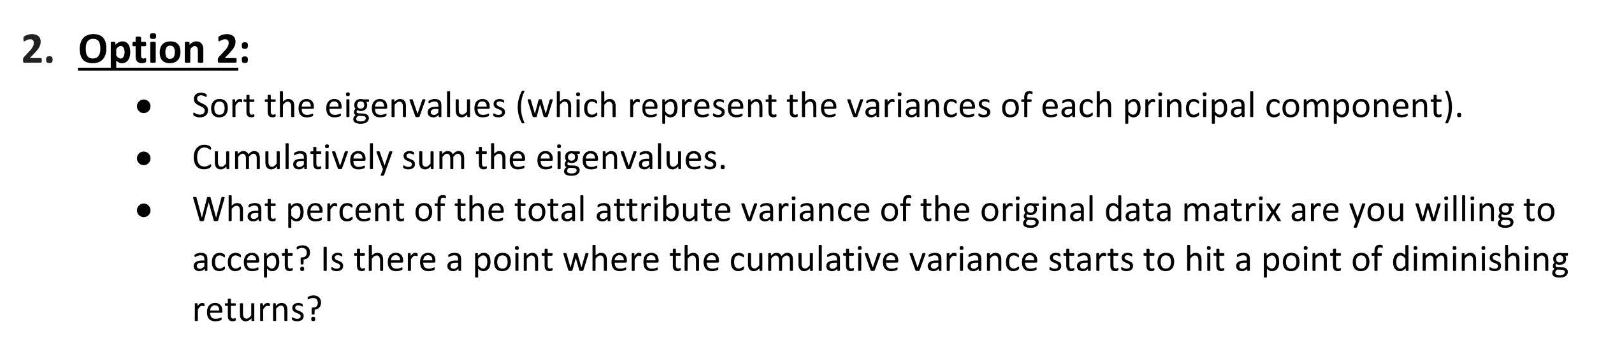 2. Option 2:
• Sort the eigenvalues (which represent the variances of each principal component).
• Cumulatively sum the eigenvalues.
• What percent of the total attribute variance of the original data matrix are you willing to
accept? Is there a point where the cumulative variance starts to hit a point of diminishing
returns?